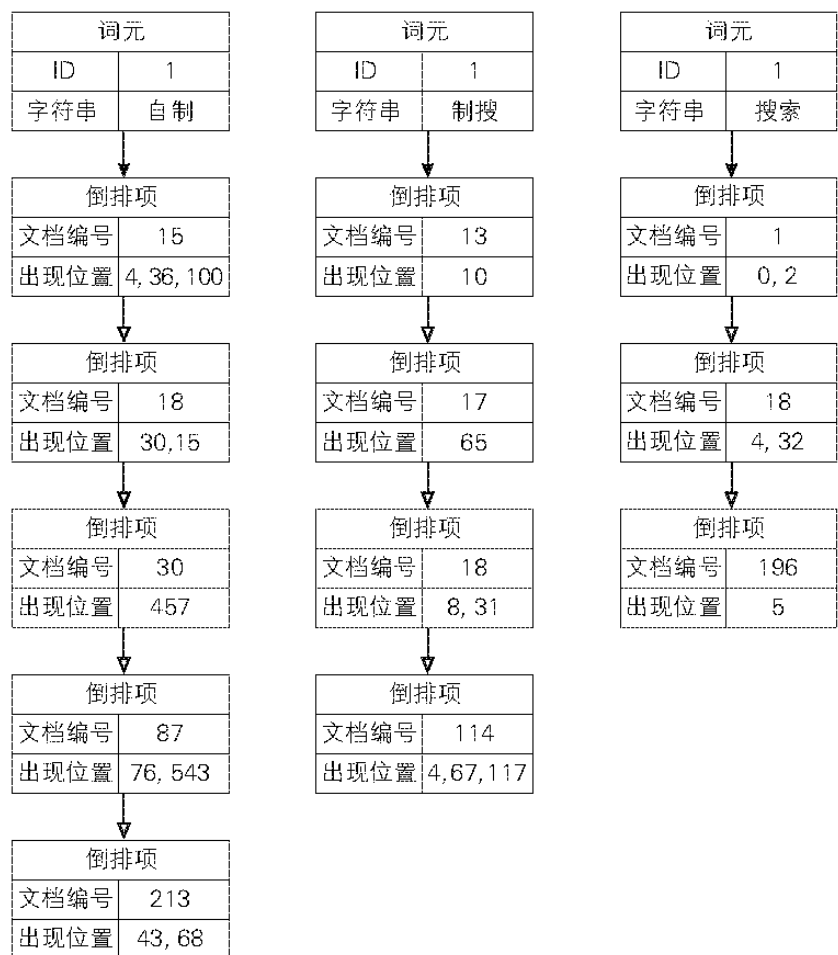 词元
ID 1
字符串 自制
倒排项
文档编号 15
出现位置 4, 36, 100
倒排项
文档编号 18
出现位置 30,15
倒排项
文档编号 30
出现位置 457
倒排项
文档编号 87
出现位置 76, 543
倒排项
文档编号 213
出现位置 43, 68
词元
ID 1
字符串 制搜
倒排项
文档编号 13
出现位置 10
倒排项
文档编号 17
出现位置 65
倒排项
文档编号 18
出现位置 8, 31
倒排项
文档编号 114
出现位置 4,67,117
词元
ID 1
字符串 搜索
倒排项
文档编号 1
出现位置 0, 2
倒排项
文档编号 18
出现位置 4, 32
倒排项
文档编号 196
出现位置 5